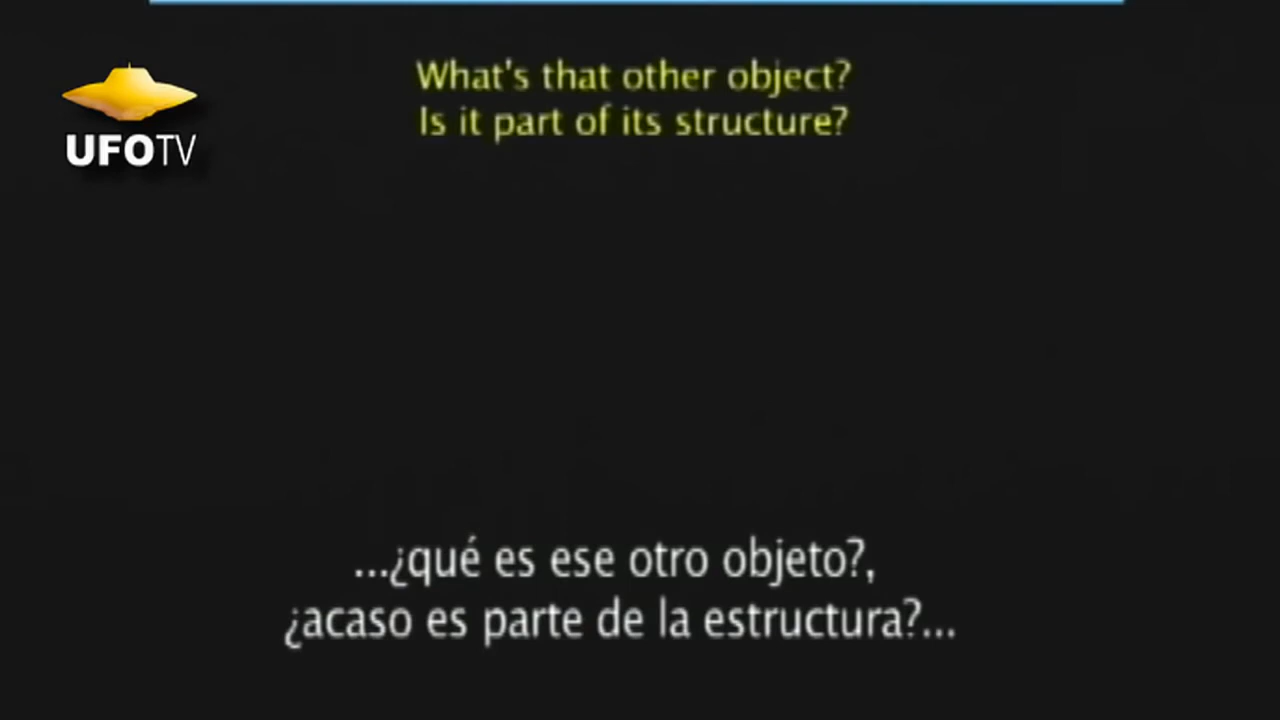 What's that other object?
Is it part of its structure?
UFOTV
...¿qué es ese otro objeto?,
¿acaso es parte de la estructura?...